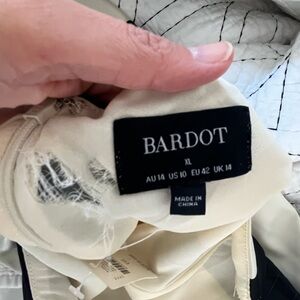 BARDOT
XL
AU 14 US 10 EU 42 UK 14
MADE IN
CHINA